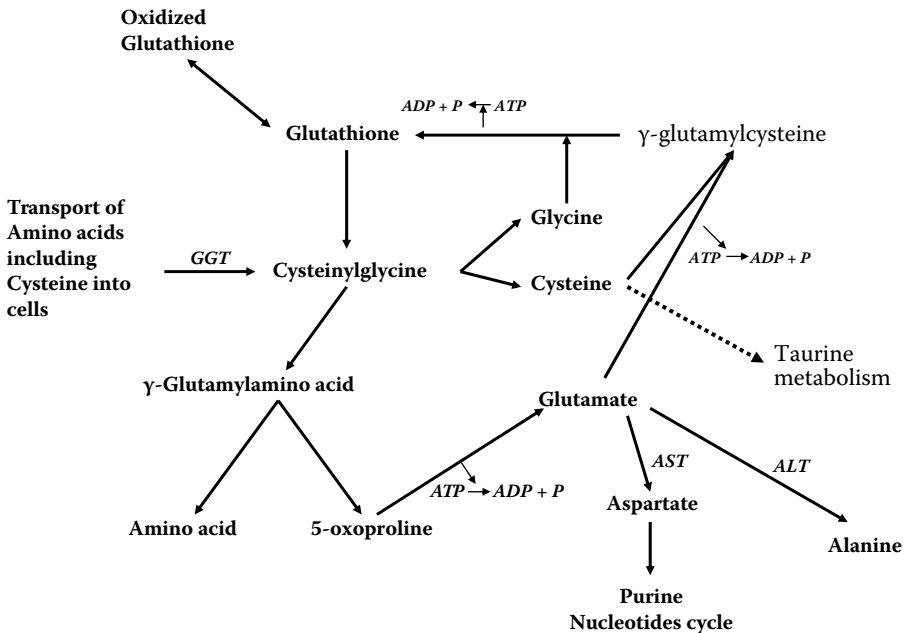 Oxidized
Glutathione
ADP + P
ATP
Glutathione
γ-glutamylcysteine
Transport of
Amino acids
including
Cysteine into
cells
GGT
Cysteinylglycine
Glycine
Cysteine
ATP
ADP + P
Taurine
metabolism
γ-Glutamylamino acid
Glutamate
AST
ALT
ATP
ADP + P
Amino acid
5-oxoproline
Aspartate
Alanine
Purine
Nucleotides cycle